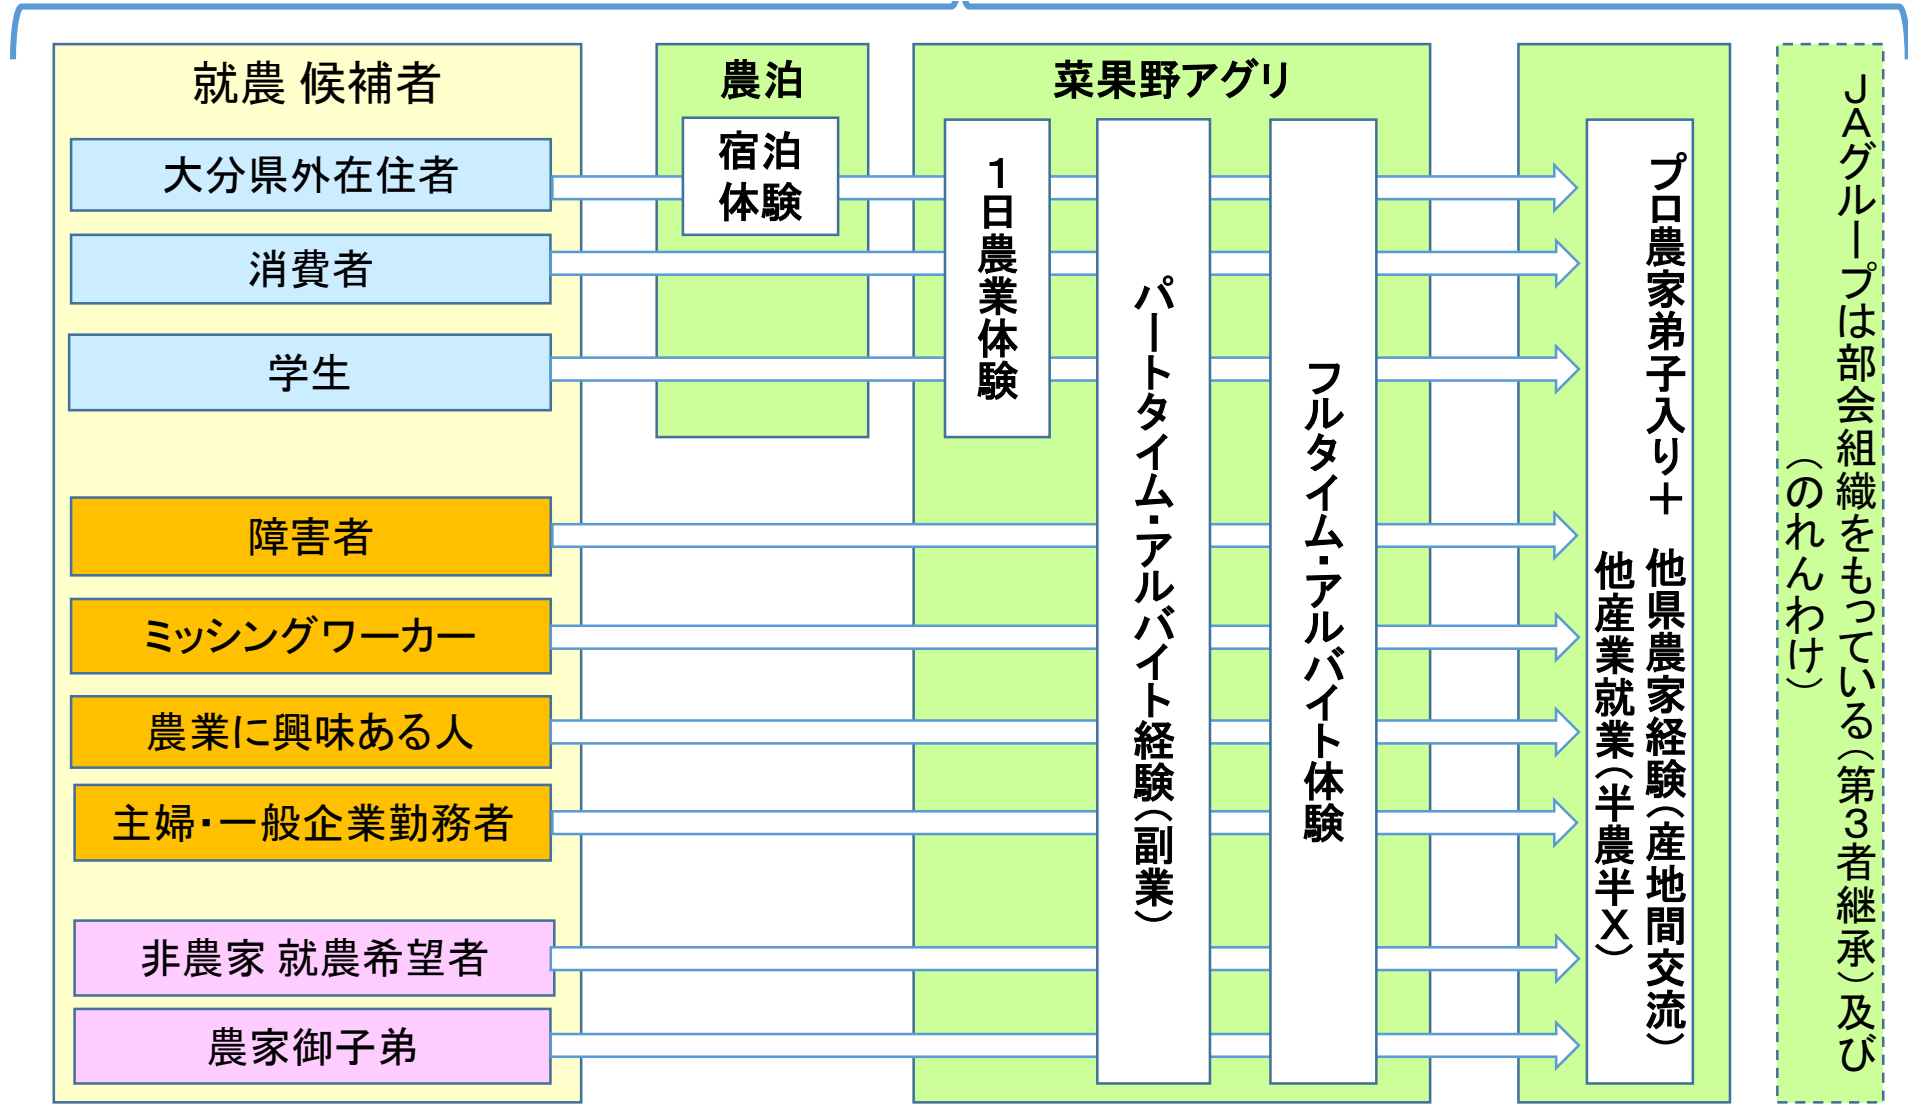 就農 候補者
大分県外在住者
消費者
学生
障害者
ミッシングワーカー
農業に興味ある人
主婦・一般企業勤務者
非農家 就農希望者
農家御子弟
農泊
宿泊
体験
菜果野アグリ
１日農業体験
パートタイム・アルバイト経験（副業）
フルタイム・アルバイト体験
プロ農家弟子入り＋　他県農家経験（産地間交流）
他産業就業（半農半X）
ＪＡグループは部会組織をもっている（第３者継承）及び
（のれんわけ）